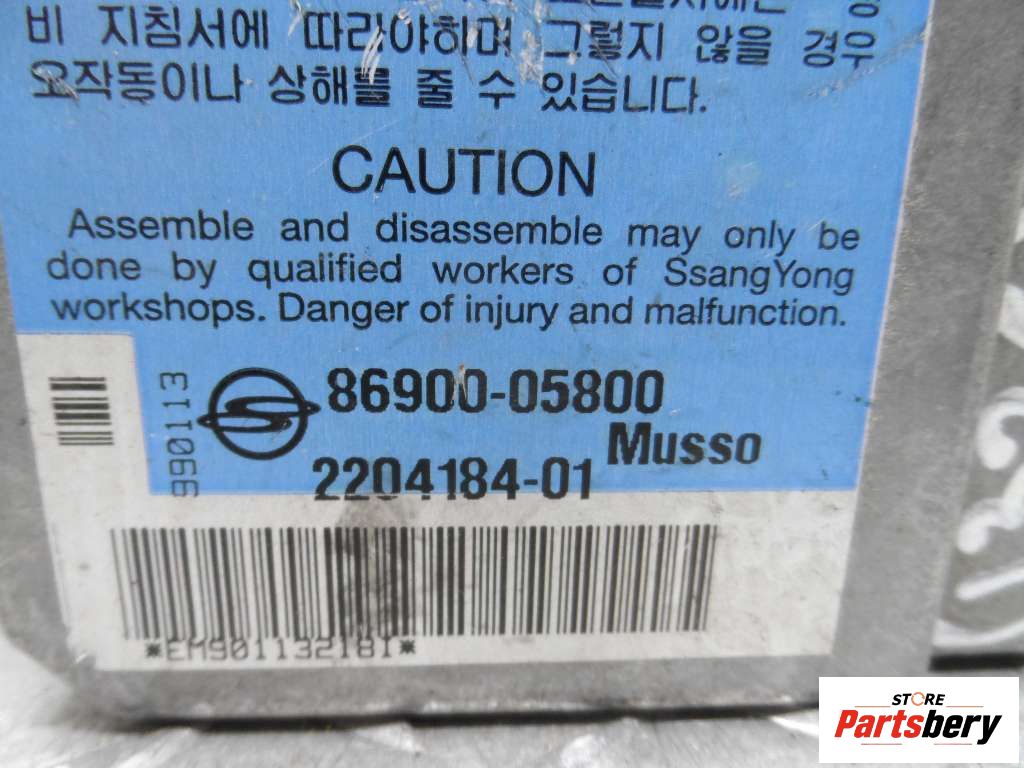 비 지침서에 따라야하며 그렇지 않을 경우
오작동이나 상해를 줄 수 있습니다.
CAUTION
Assemble and disassemble may only be
done by qualified workers of SsangYong
workshops. Danger of injury and malfunction.
990113
86900-05800
Musso
2204184-01
*EM901132181*
STORE
Partsbery